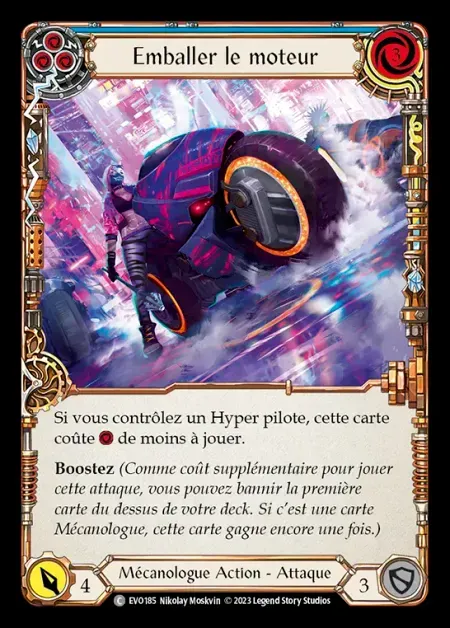 Emballer le moteur
3
Si vous contrôlez un Hyper pilote, cette carte
coûte de moins à jouer.
Boostez (Comme coût supplémentaire pour jouer
cette attaque, vous pouvez bannir la première
carte du dessus de votre deck. Si c'est une carte
Mécanologue, cette carte gagne encore une fois.)
4
Mécanologue Action - Attaque
3
C EVO185 Nikolay Moskvin © 2023 Legend Story Studios